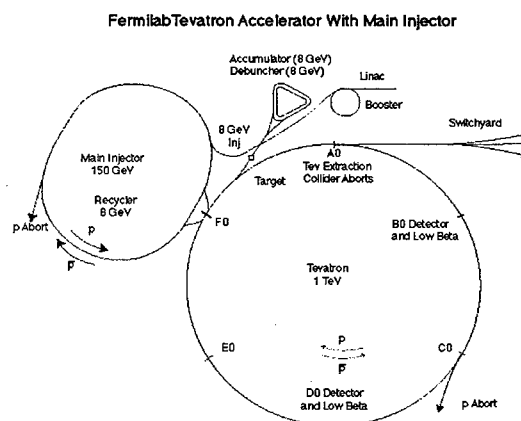 Fermilab Tevatron Accelerator With Main Injector
Accumulator (8 GeV)
Debuncher (8 GeV)
Linac
Booster
Switchyard
8 GeV
Inj
A0
Tev Extraction
Collider Aborts
Target
Main Injector
150 GeV
Recycler
8 GeV
p Abort
F0
p
p̅
B0 Detector
and Low Beta
Tevatron
1 TeV
p
p̅
E0
C0
D0 Detector
and Low Beta
p Abort